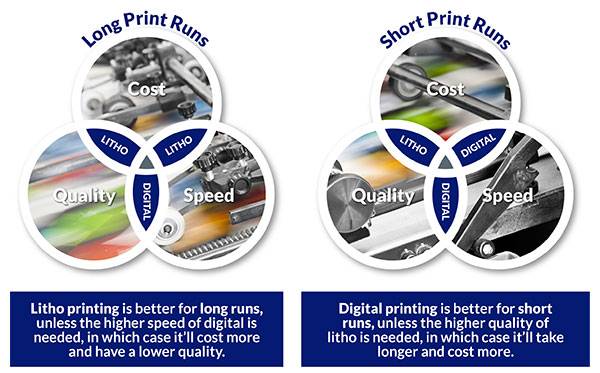 Long Print Runs
Cost
LITHO
LITHO
Quality
DIGITAL
Speed
Litho printing is better for long runs,
unless the higher speed of digital is
needed, in which case it'll cost more
and have a lower quality.
Short Print Runs
Cost
LITHO
DIGITAL
Quality
DIGITAL
Speed
Digital printing is better for short
runs, unless the higher quality of
litho is needed, in which case it'll take
longer and cost more.